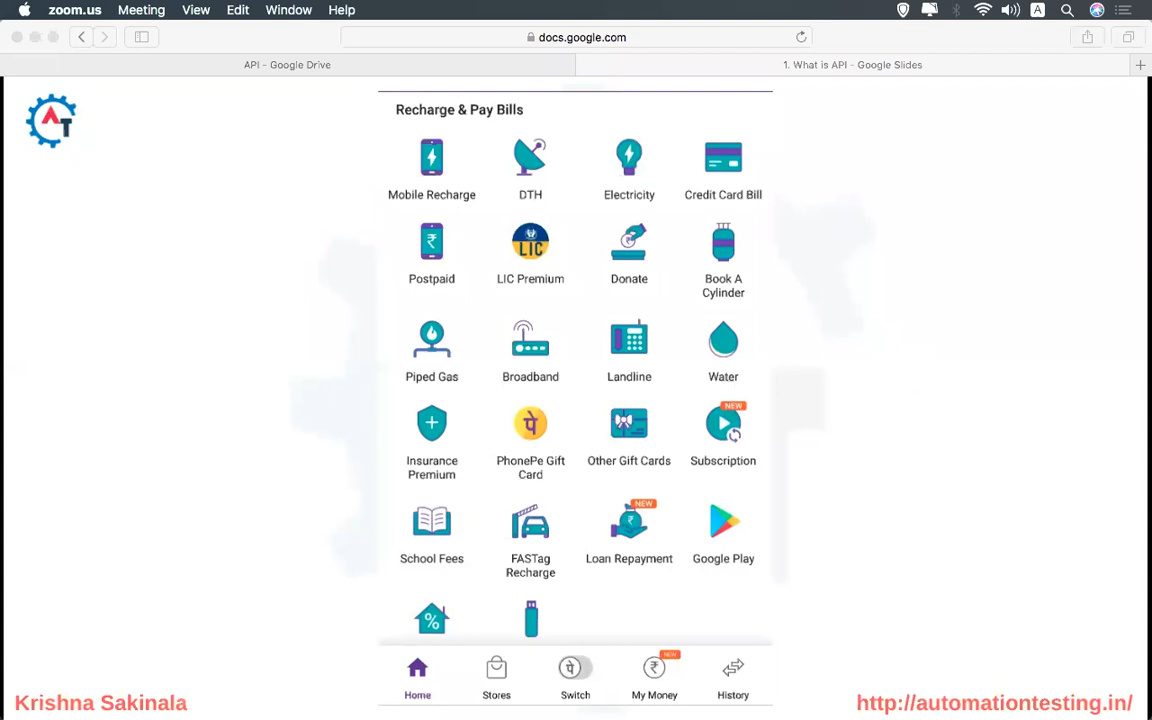 zoom.us Meeting View Edit Window Help A
docs.google.com
API - Google Drive
1. What is API - Google Slides
AT
Recharge & Pay Bills
Mobile Recharge
DTH
Electricity
Credit Card Bill
Postpaid
LIC
LIC Premium
Donate
Book A
Cylinder
Piped Gas
Broadband
Landline
Water
Insurance
Premium
पे
PhonePe Gift
Card
Other Gift Cards
NEW
Subscription
School Fees
FASTag
Recharge
NEW
Loan Repayment
Google Play
%
Home
Stores
पे
Switch
NEW
₹
My Money
History
Krishna Sakinala
http://automationtesting.in/